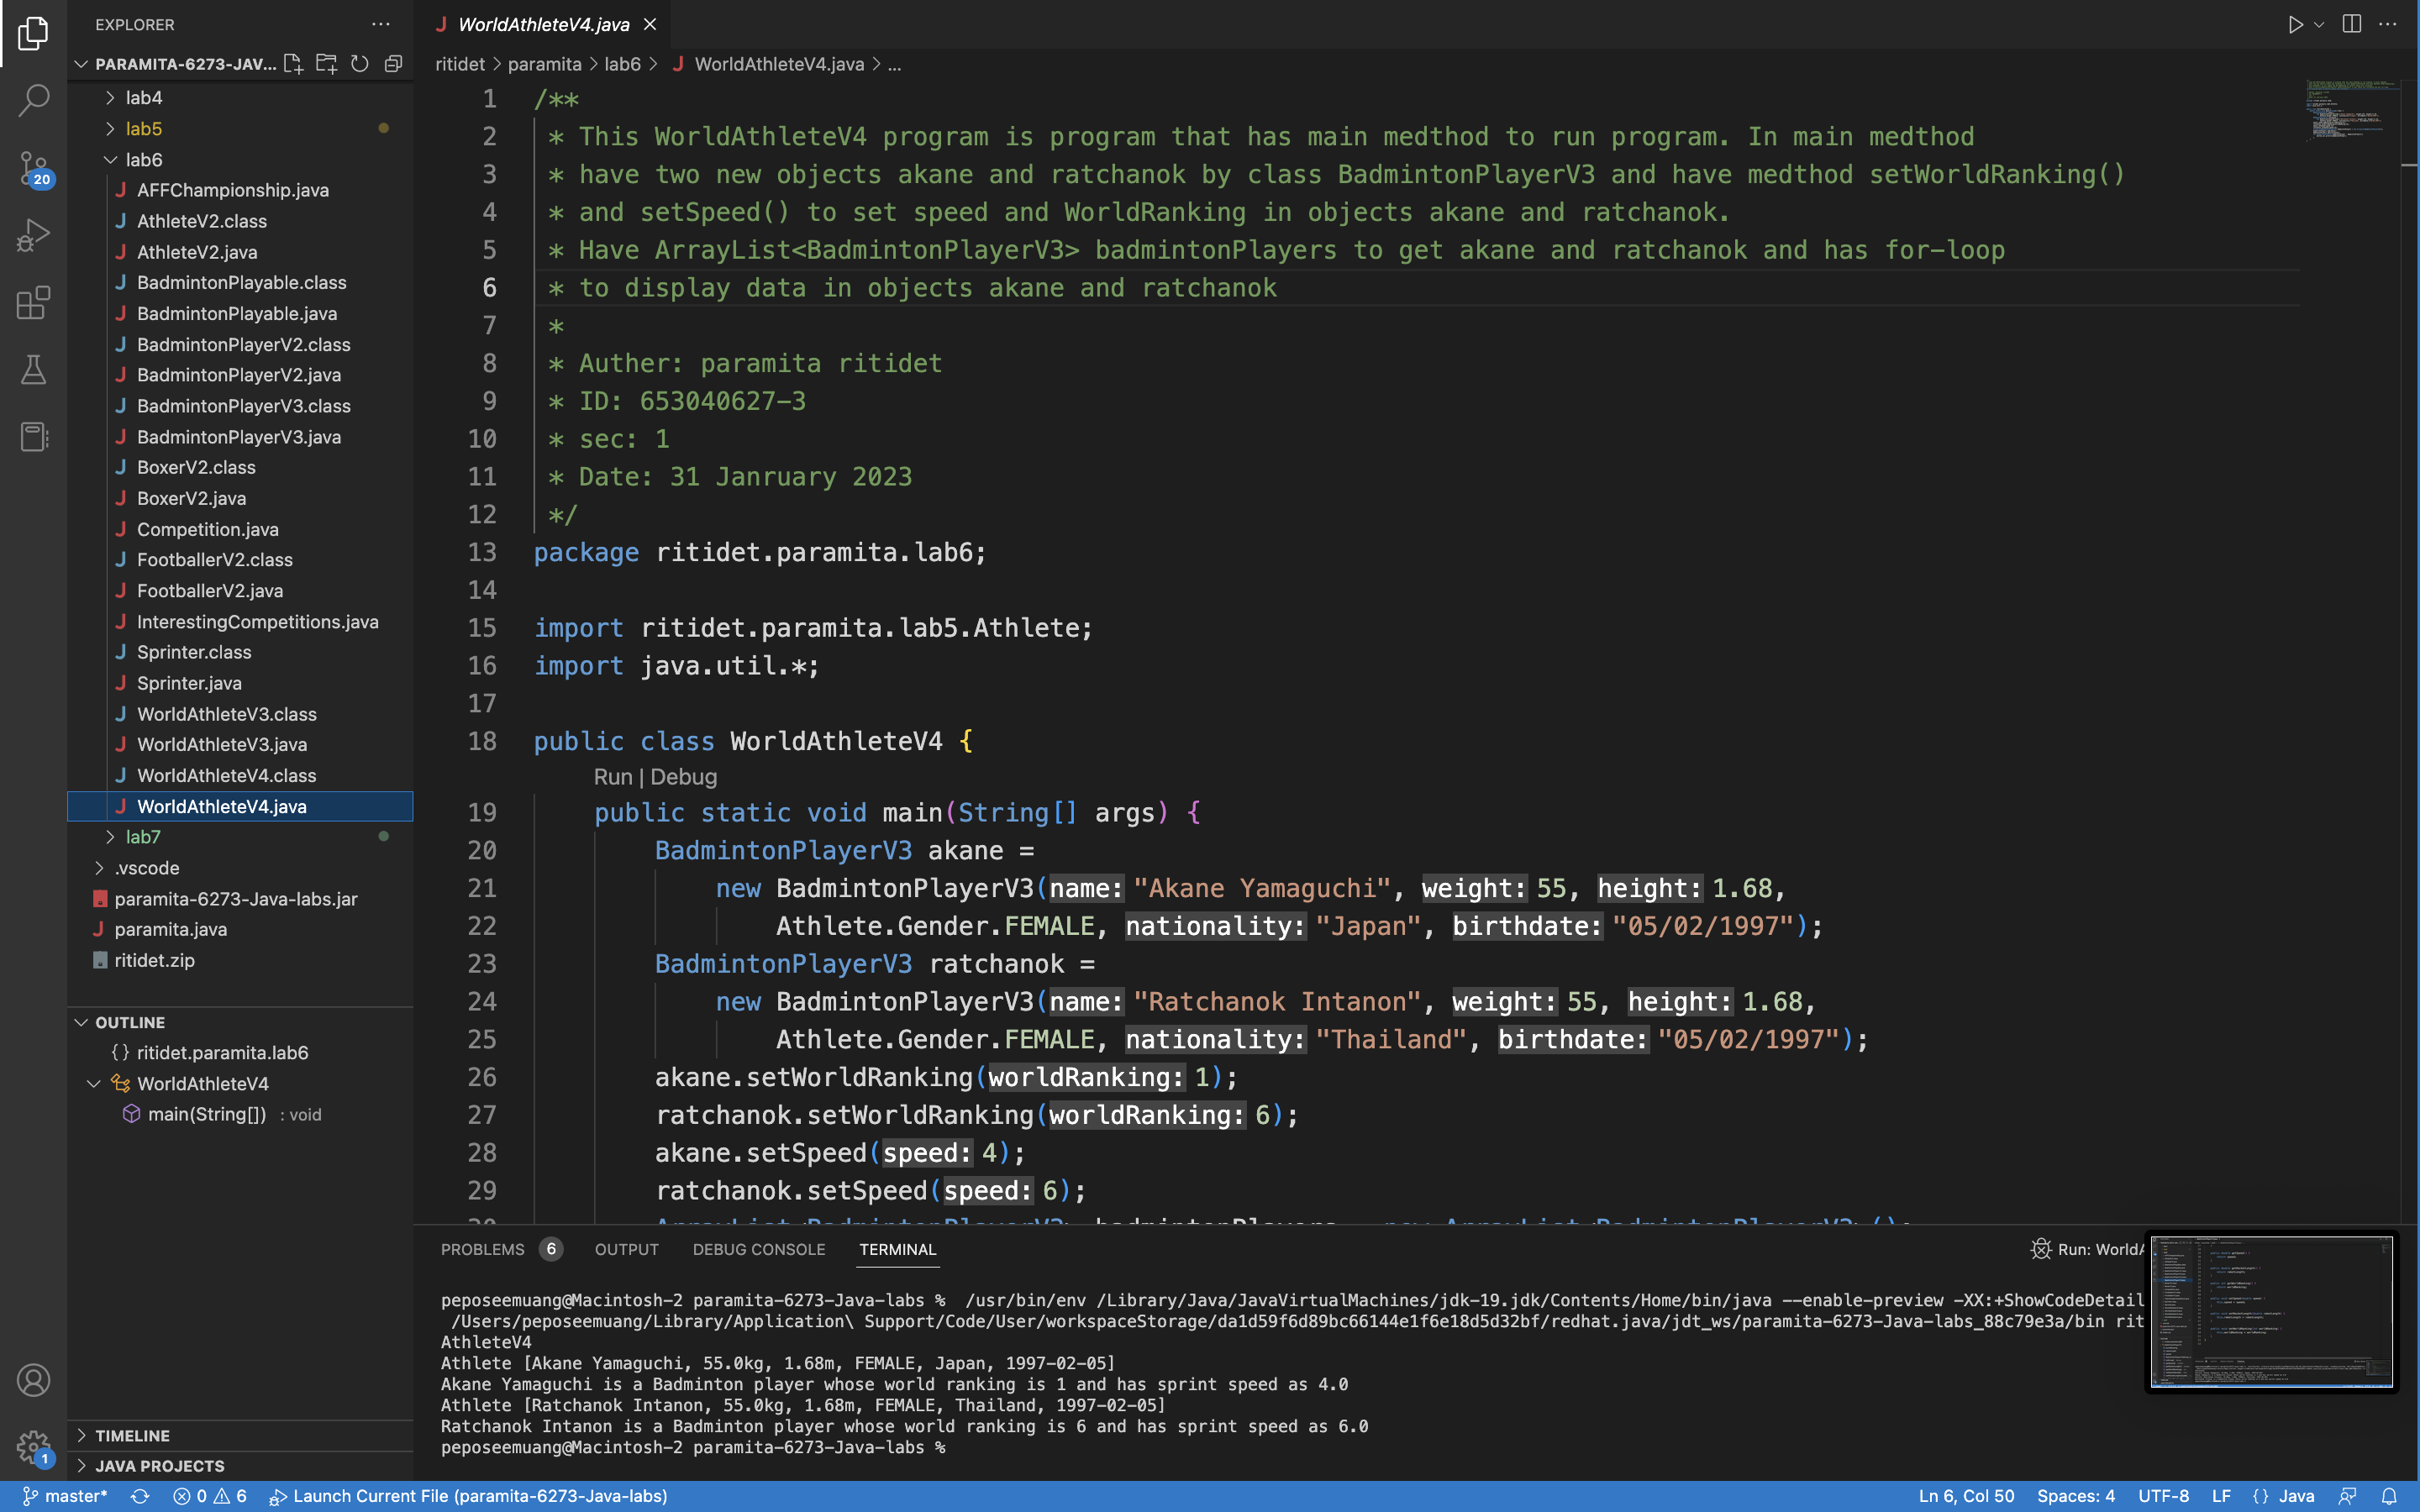 EXPLORER
PARAMITA-6273-JAV...
lab4
lab5
lab6
AFFChampionship.java
AthleteV2.class
AthleteV2.java
BadmintonPlayable.class
BadmintonPlayable.java
BadmintonPlayerV2.class
BadmintonPlayerV2.java
BadmintonPlayerV3.class
BadmintonPlayerV3.java
BoxerV2.class
BoxerV2.java
Competition.java
FootballerV2.class
FootballerV2.java
InterestingCompetitions.java
Sprinter.class
Sprinter.java
WorldAthleteV3.class
WorldAthleteV3.java
WorldAthleteV4.class
WorldAthleteV4.java
lab7
.vscode
paramita-6273-Java-labs.jar
paramita.java
ritidet.zip
OUTLINE
{} ritidet.paramita.lab6
WorldAthleteV4
main(String[]) : void
TIMELINE
JAVA PROJECTS
20
1
WorldAthleteV4.java
ritidet > paramita > lab6 > J WorldAthleteV4.java > ...
1 /**
2 * This WorldAthleteV4 program is program that has main medthod to run program. In main medthod
3 * have two new objects akane and ratchanok by class BadmintonPlayerV3 and have medthod setWorldRanking()
4 * and setSpeed() to set speed and WorldRanking in objects akane and ratchanok.
5 * Have ArrayList<BadmintonPlayerV3> badmintonPlayers to get akane and ratchanok and has for-loop
6 * to display data in objects akane and ratchanok
7 *
8 * Auther: paramita ritidet
9 * ID: 653040627-3
10 * sec: 1
11 * Date: 31 Janruary 2023
12 */
13 package ritidet.paramita.lab6;
14
15 import ritidet.paramita.lab5.Athlete;
16 import java.util.*;
17
18 public class WorldAthleteV4 {
Run | Debug
19 public static void main(String[] args) {
20 BadmintonPlayerV3 akane =
21 new BadmintonPlayerV3(name: "Akane Yamaguchi", weight: 55, height: 1.68,
22 Athlete.Gender.FEMALE, nationality: "Japan", birthdate: "05/02/1997");
23 BadmintonPlayerV3 ratchanok =
24 new BadmintonPlayerV3(name: "Ratchanok Intanon", weight: 55, height: 1.68,
25 Athlete.Gender.FEMALE, nationality: "Thailand", birthdate: "05/02/1997");
26 akane.setWorldRanking(worldRanking: 1);
27 ratchanok.setWorldRanking(worldRanking: 6);
28 akane.setSpeed(speed: 4);
29 ratchanok.setSpeed(speed: 6);
30 ArrayList<BadmintonPlayerV3> badmintonPlayers = new ArrayList<BadmintonPlayerV3>();
PROBLEMS 6 OUTPUT DEBUG CONSOLE TERMINAL Run: WorldA
peposeemuang@Macintosh-2 paramita-6273-Java-labs % /usr/bin/env /Library/Java/JavaVirtualMachines/jdk-19.jdk/Contents/Home/bin/java --enable-preview -XX:+ShowCodeDetail
/Users/peposeemuang/Library/Application\ Support/Code/User/workspaceStorage/da1d59f6d89bc66144e1f6e18d5d32bf/redhat.java/jdt_ws/paramita-6273-Java-labs_88c79e3a/bin rit
AthleteV4
Athlete [Akane Yamaguchi, 55.0kg, 1.68m, FEMALE, Japan, 1997-02-05]
Akane Yamaguchi is a Badminton player whose world ranking is 1 and has sprint speed as 4.0
Athlete [Ratchanok Intanon, 55.0kg, 1.68m, FEMALE, Thailand, 1997-02-05]
Ratchanok Intanon is a Badminton player whose world ranking is 6 and has sprint speed as 6.0
peposeemuang@Macintosh-2 paramita-6273-Java-labs %
master* 0 6 Launch Current File (paramita-6273-Java-labs) Ln 6, Col 50 Spaces: 4 UTF-8 LF {} Java